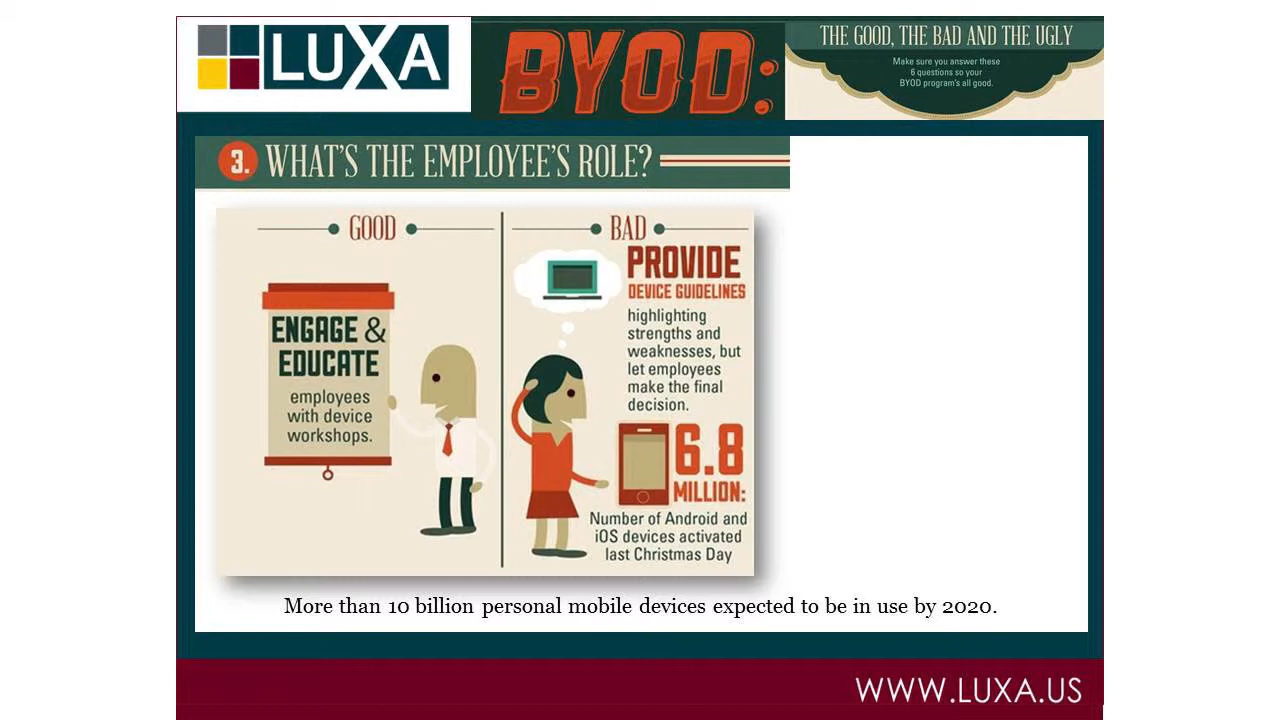 LUXA
BYOD:
THE GOOD, THE BAD AND THE UGLY
Make sure you answer these
6 questions so your
BYOD program's all good.
3. WHAT'S THE EMPLOYEE'S ROLE?
GOOD
ENGAGE &
EDUCATE
employees
with device
workshops.
BAD
PROVIDE
DEVICE GUIDELINES
highlighting
strengths and
weaknesses, but
let employees
make the final
decision.
6.8
MILLION:
Number of Android and
iOS devices activated
last Christmas Day
More than 10 billion personal mobile devices expected to be in use by 2020.
WWW.LUXA.US